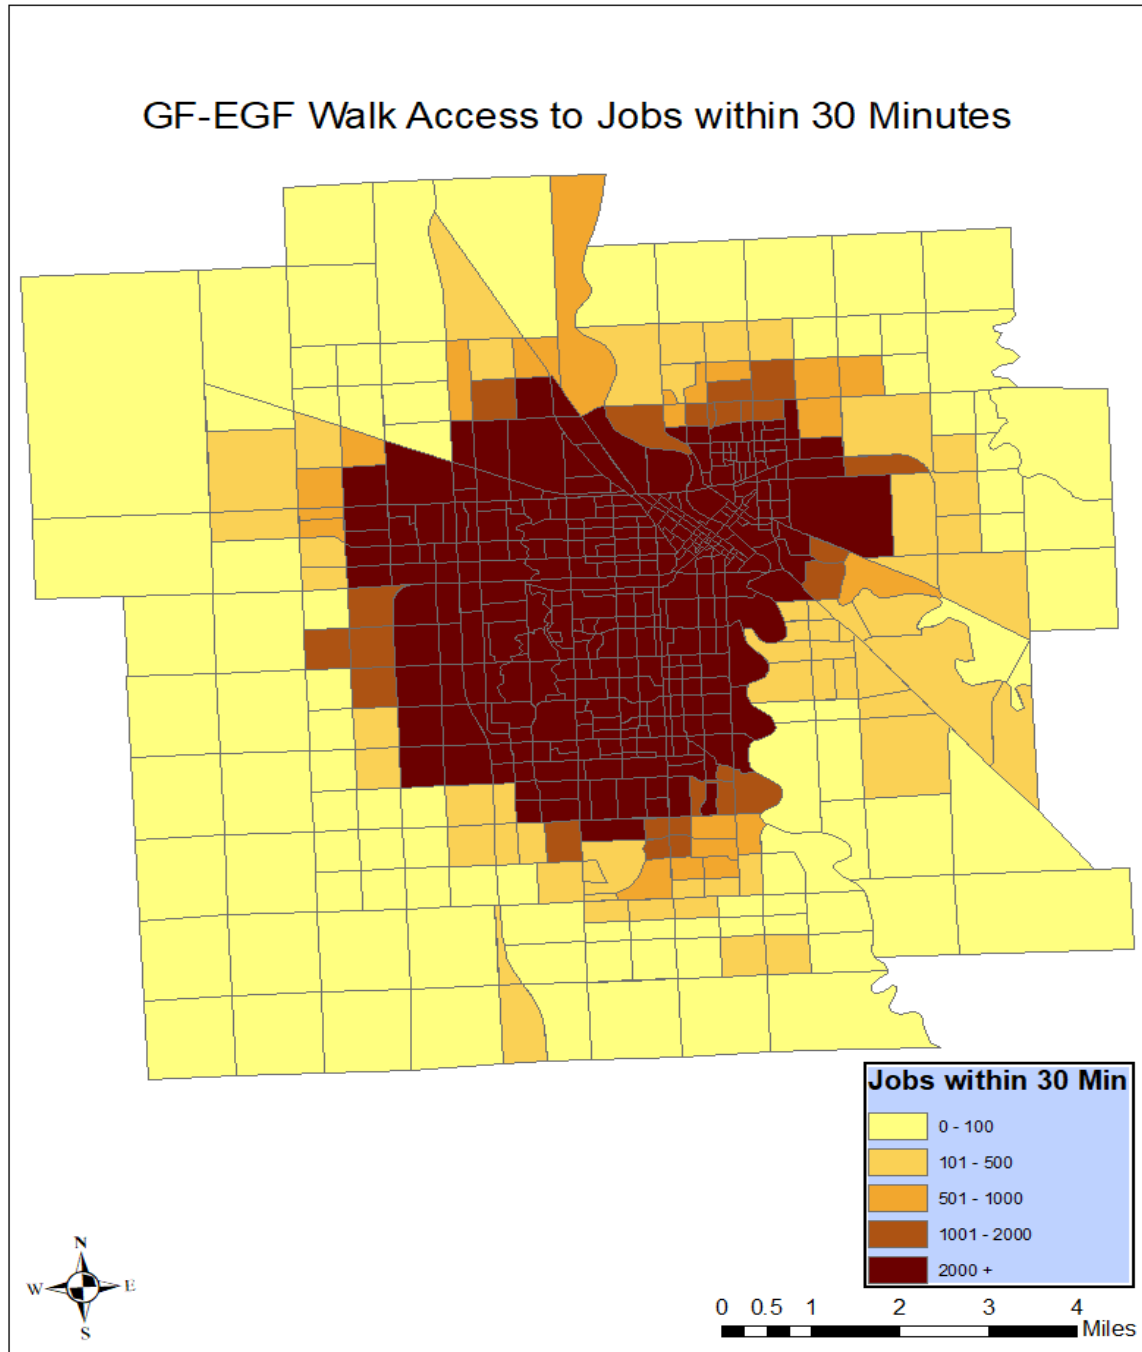 GF-EGF Walk Access to Jobs within 30 Minutes
Jobs within 30 Min
0 - 100
101 - 500
501 - 1000
1001 - 2000
2000 +
N
W E
S
0 0.5 1 2 3 4
Miles